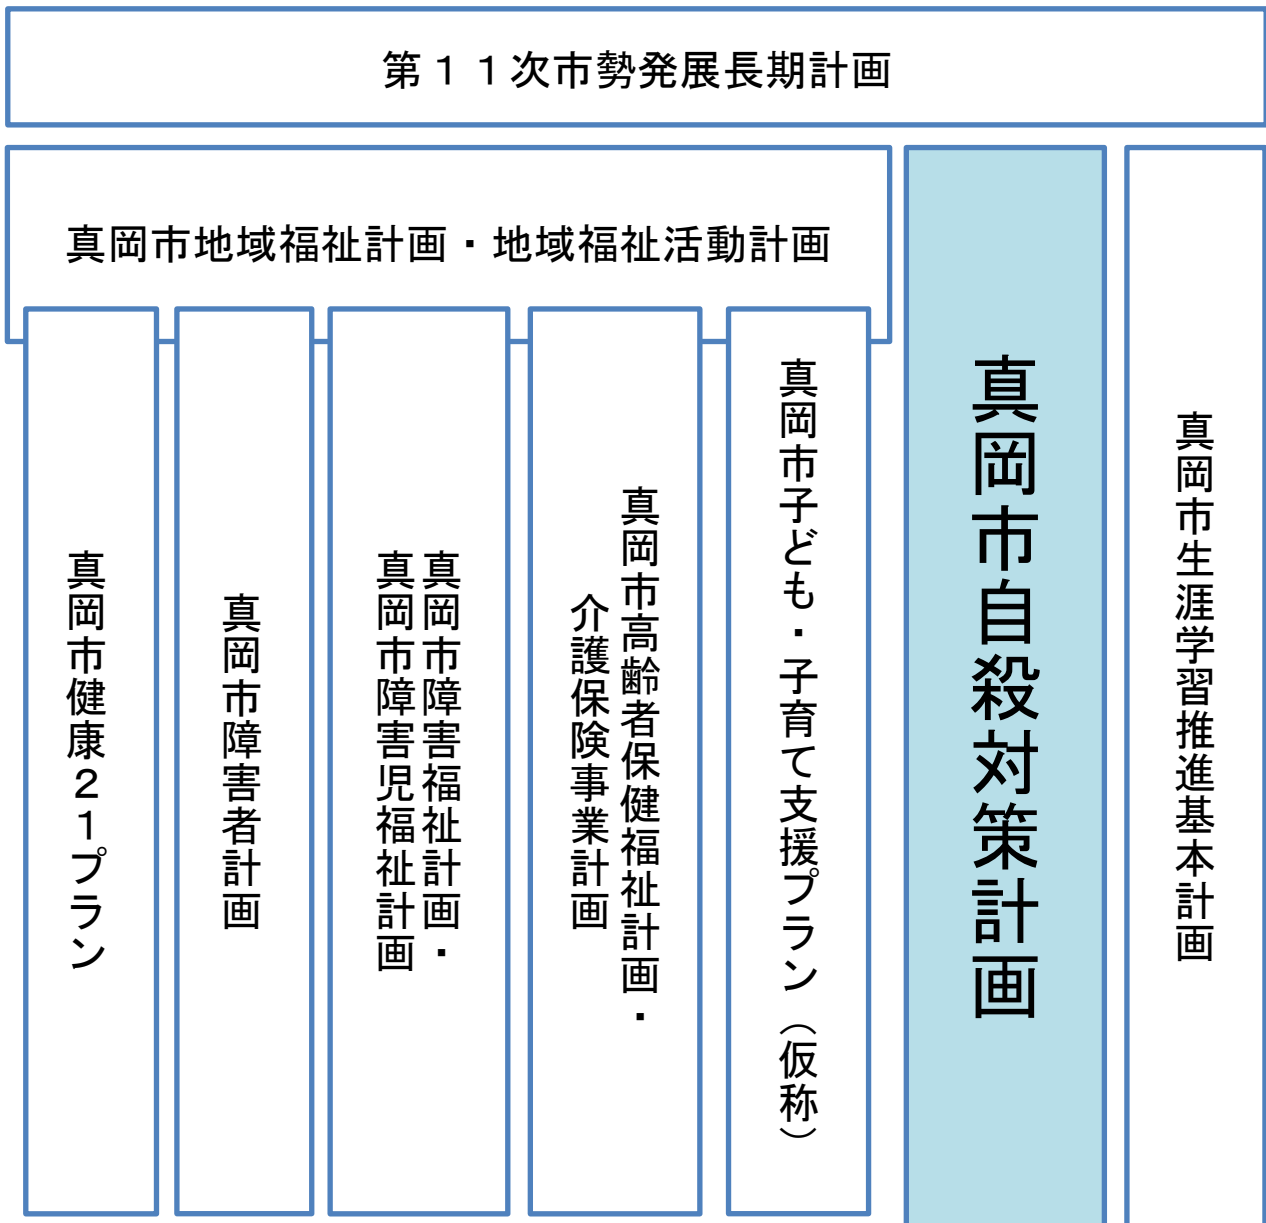 第１１次市勢発展長期計画
真岡市地域福祉計画・地域福祉活動計画
真岡市健康２１プラン
真岡市障害者計画
真岡市障害福祉計画・
真岡市障害児福祉計画
真岡市高齢者保健福祉計画・
介護保険事業計画
真岡市子ども・子育て支援プラン（仮称）
真岡市自殺対策計画
真岡市生涯学習推進基本計画